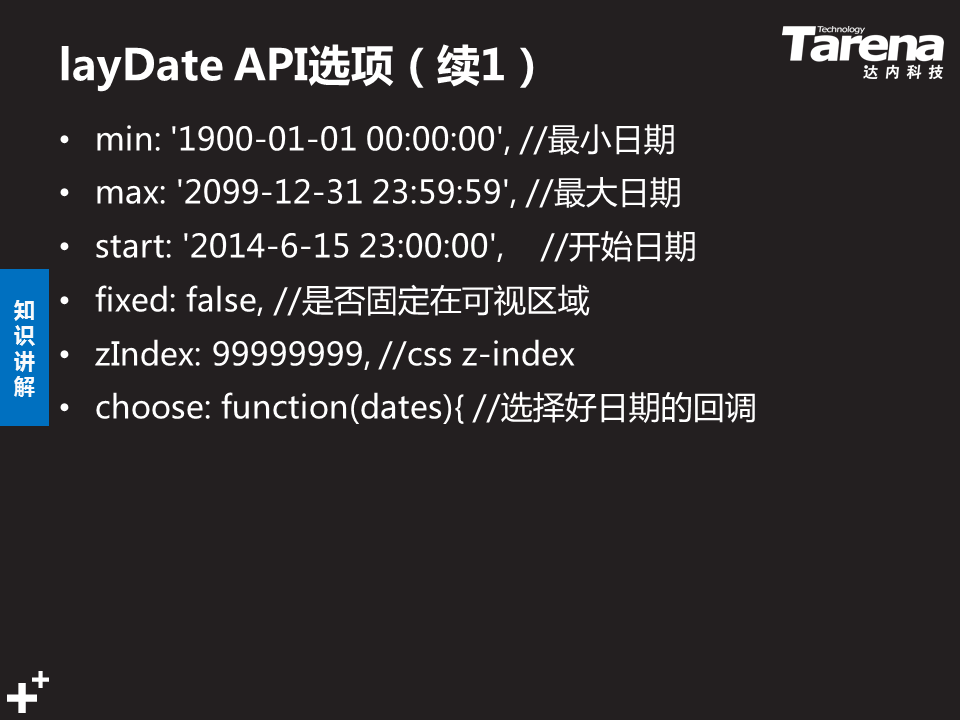 layDate API选项（续1）
Technology
Tarena
达内科技
• min: '1900-01-01 00:00:00', //最小日期
• max: '2099-12-31 23:59:59', //最大日期
• start: '2014-6-15 23:00:00',    //开始日期
• fixed: false, //是否固定在可视区域
• zIndex: 99999999, //css z-index
• choose: function(dates){ //选择好日期的回调
知识讲解